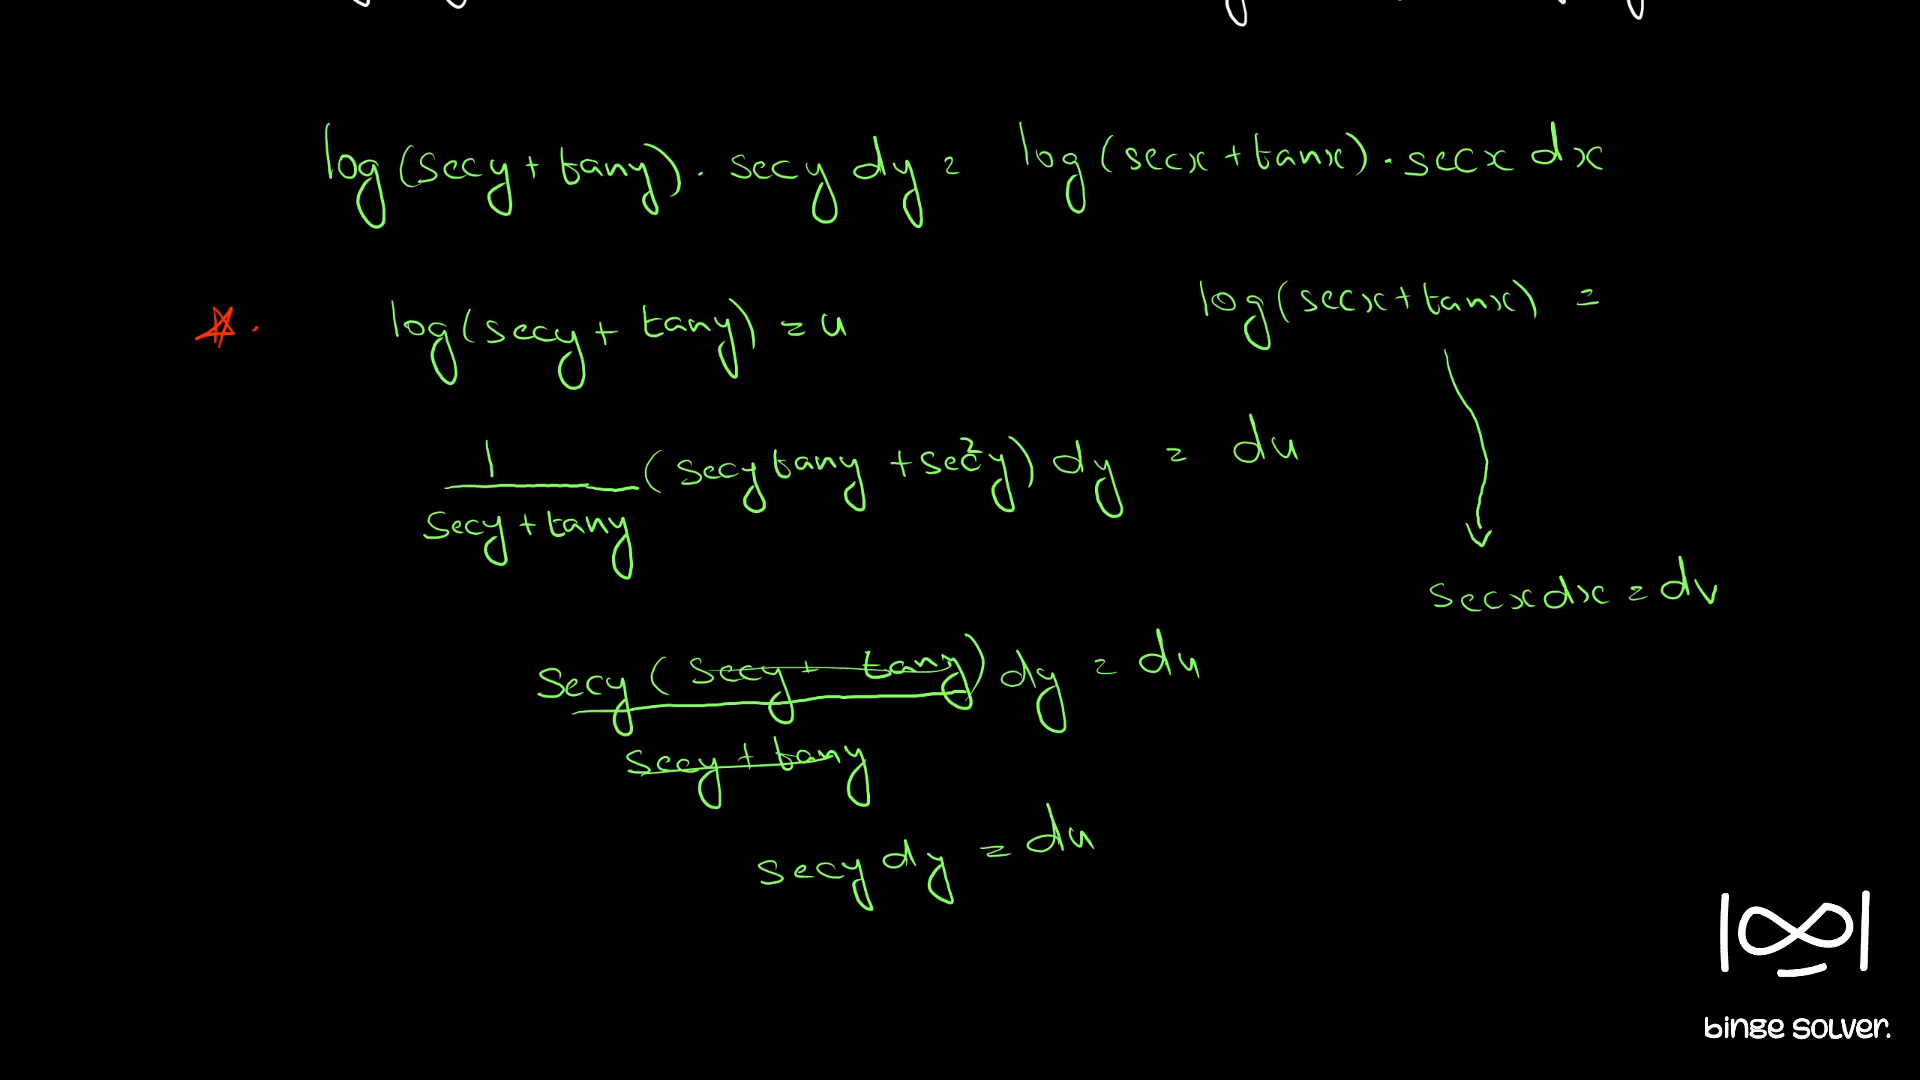 log(secy + tany) . secy dy = log(secx + tanx) . secx dx
log(secy + tany) = u
log(secx + tanx) =
1/(secy + tany) (secy tany + sec²y) dy = du
secx dx = dv
secy (secy + tany)/(secy + tany) dy = du
secy dy = du
binge solver.